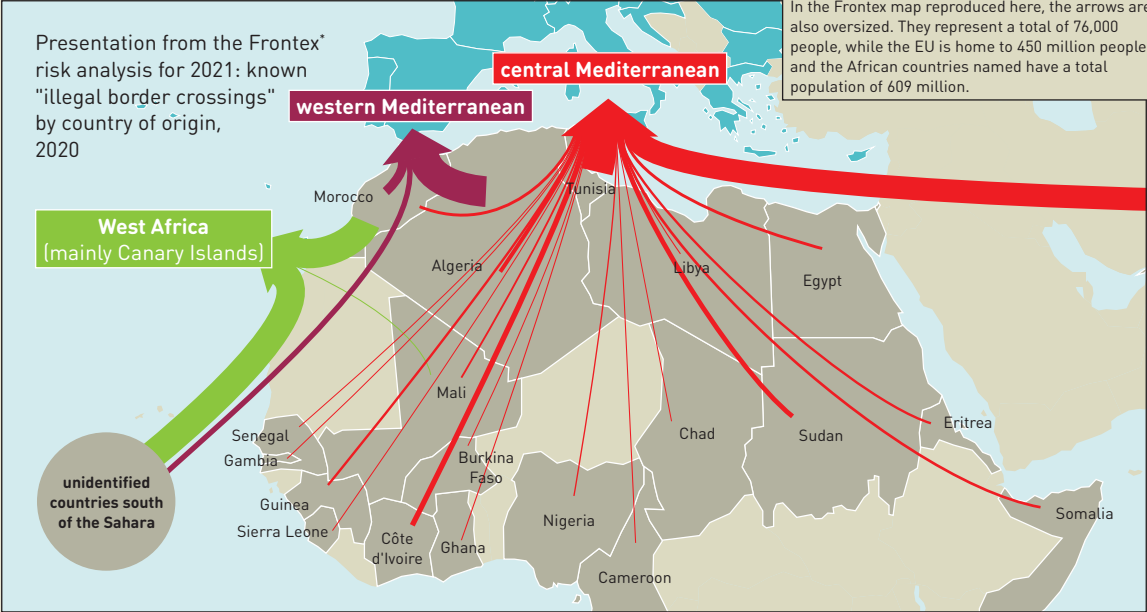 Presentation from the Frontex*
risk analysis for 2021: known
"illegal border crossings"
by country of origin,
2020
In the Frontex map reproduced here, the arrows are
also oversized. They represent a total of 76,000
people, while the EU is home to 450 million people
and the African countries named have a total
population of 609 million.
central Mediterranean
western Mediterranean
West Africa
(mainly Canary Islands)
Morocco
Tunisia
Algeria
Libya
Egypt
Mali
Senegal
Gambia
Burkina
Faso
Chad
Sudan
Eritrea
unidentified
countries south
of the Sahara
Guinea
Sierra Leone
Côte
d'Ivoire
Ghana
Nigeria
Somalia
Cameroon